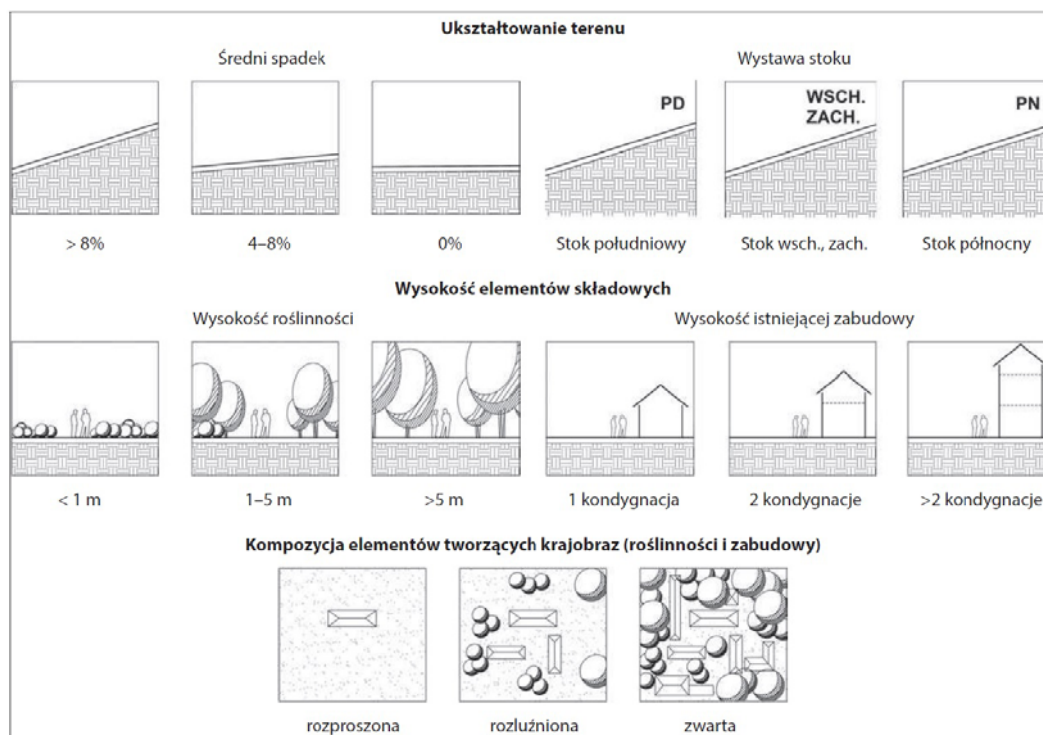 Ukształtowanie terenu
Średni spadek
Wystawa stoku
PD
WSCH.
ZACH.
PN
> 8%
4–8%
0%
Stok południowy
Stok wsch., zach.
Stok północny
Wysokość elementów składowych
Wysokość roślinności
Wysokość istniejącej zabudowy
< 1 m
1–5 m
>5 m
1 kondygnacja
2 kondygnacje
>2 kondygnacje
Kompozycja elementów tworzących krajobraz (roślinności i zabudowy)
rozproszona
rozluźniona
zwarta